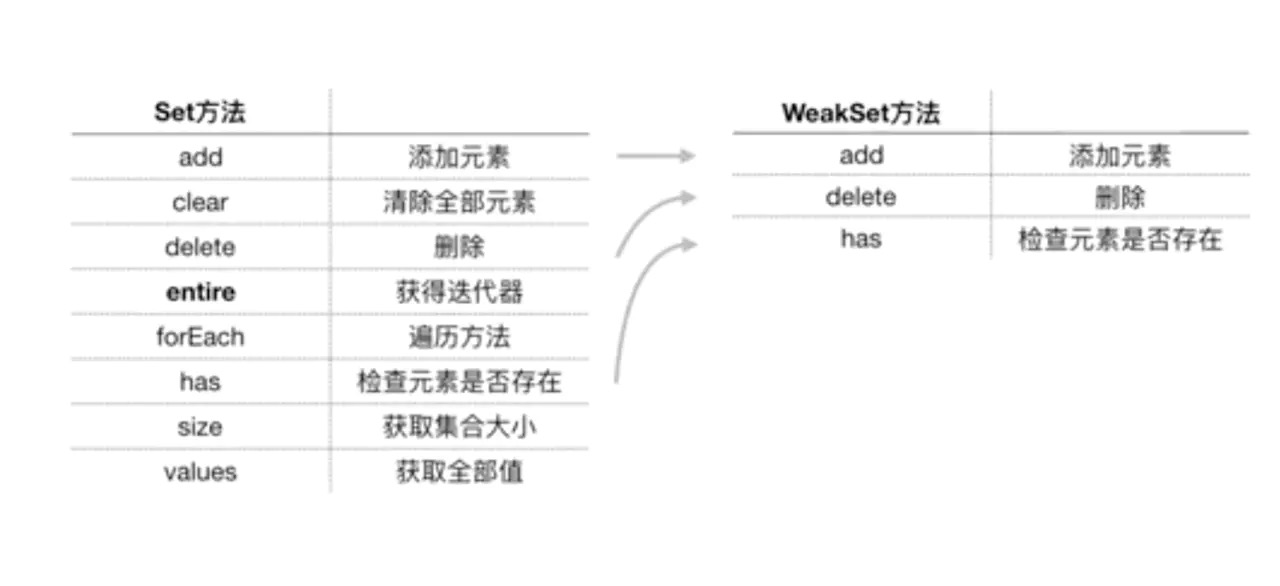 Set方法
add 添加元素
clear 清除全部元素
delete 删除
entire 获得迭代器
forEach 遍历方法
has 检查元素是否存在
size 获取集合大小
values 获取全部值
WeakSet方法
add 添加元素
delete 删除
has 检查元素是否存在